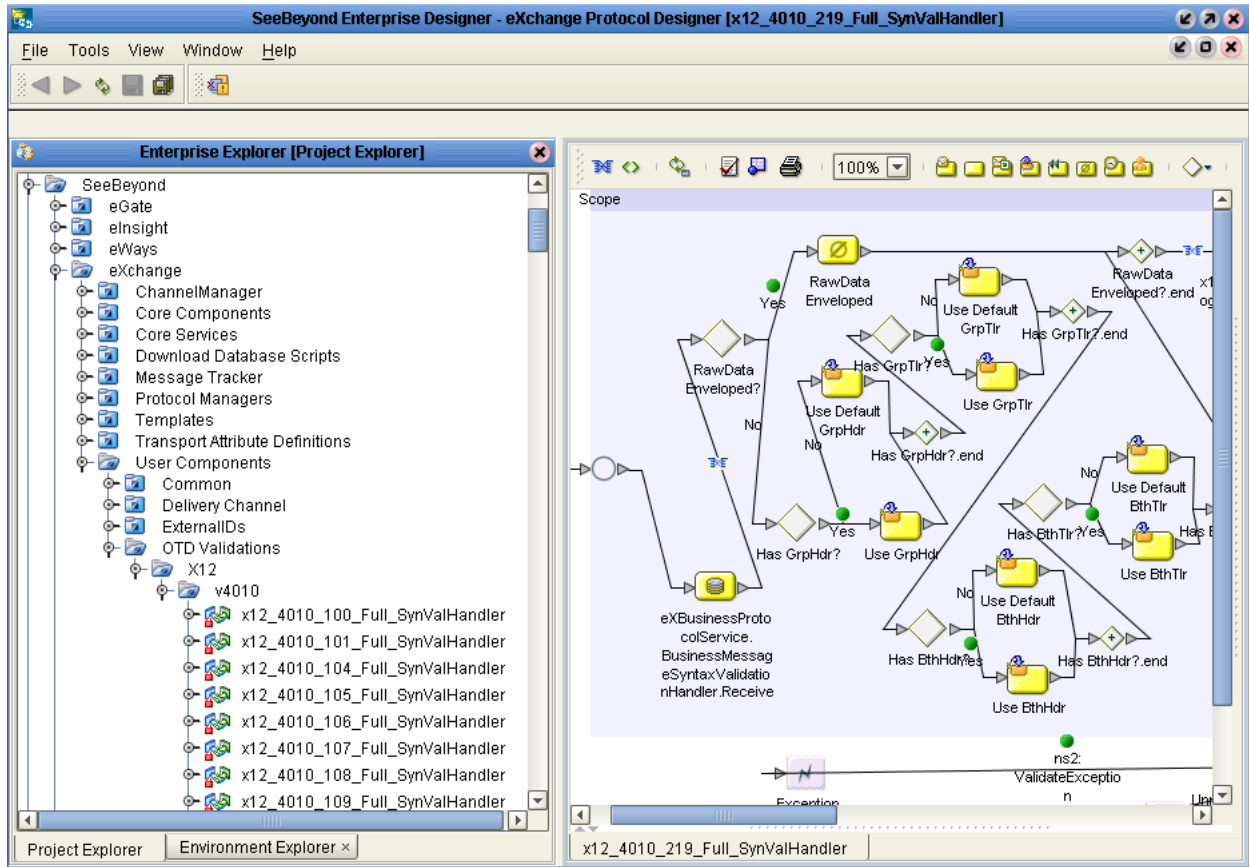 SeeBeyond Enterprise Designer - eXchange Protocol Designer [x12_4010_219_Full_SynValHandler]
File Tools View Window Help
Enterprise Explorer [Project Explorer]
SeeBeyond
eGate
eInsight
eWays
eXchange
ChannelManager
Core Components
Core Services
Download Database Scripts
Message Tracker
Protocol Managers
Templates
Transport Attribute Definitions
User Components
Common
Delivery Channel
ExternalIDs
OTD Validations
X12
v4010
x12_4010_100_Full_SynValHandler
x12_4010_101_Full_SynValHandler
x12_4010_104_Full_SynValHandler
x12_4010_105_Full_SynValHandler
x12_4010_106_Full_SynValHandler
x12_4010_107_Full_SynValHandler
x12_4010_108_Full_SynValHandler
x12_4010_109_Full_SynValHandler
Project Explorer
Environment Explorer ×
100%
Scope
RawData
Enveloped
Yes
RawData
Enveloped?.end
No
Use Default
GrpTlr
Has GrpTlr?.end
RawData
Enveloped?
Has GrpTlr?
Yes
Use GrpTlr
Use Default
GrpHdr
No
No
Has GrpHdr?.end
Has GrpHdr?
Yes
Use GrpHdr
No
Use Default
BthTlr
Has BthTlr?
Yes
Use BthTlr
eXBusinessProto
colService.
BusinessMessag
eSyntaxValidatio
nHandler.Receive
No
Use Default
BthHdr
Has BthHdr?
Yes
Has BthHdr?.end
Use BthHdr
ns2:
ValidateExceptio
n
Exception
x12_4010_219_Full_SynValHandler